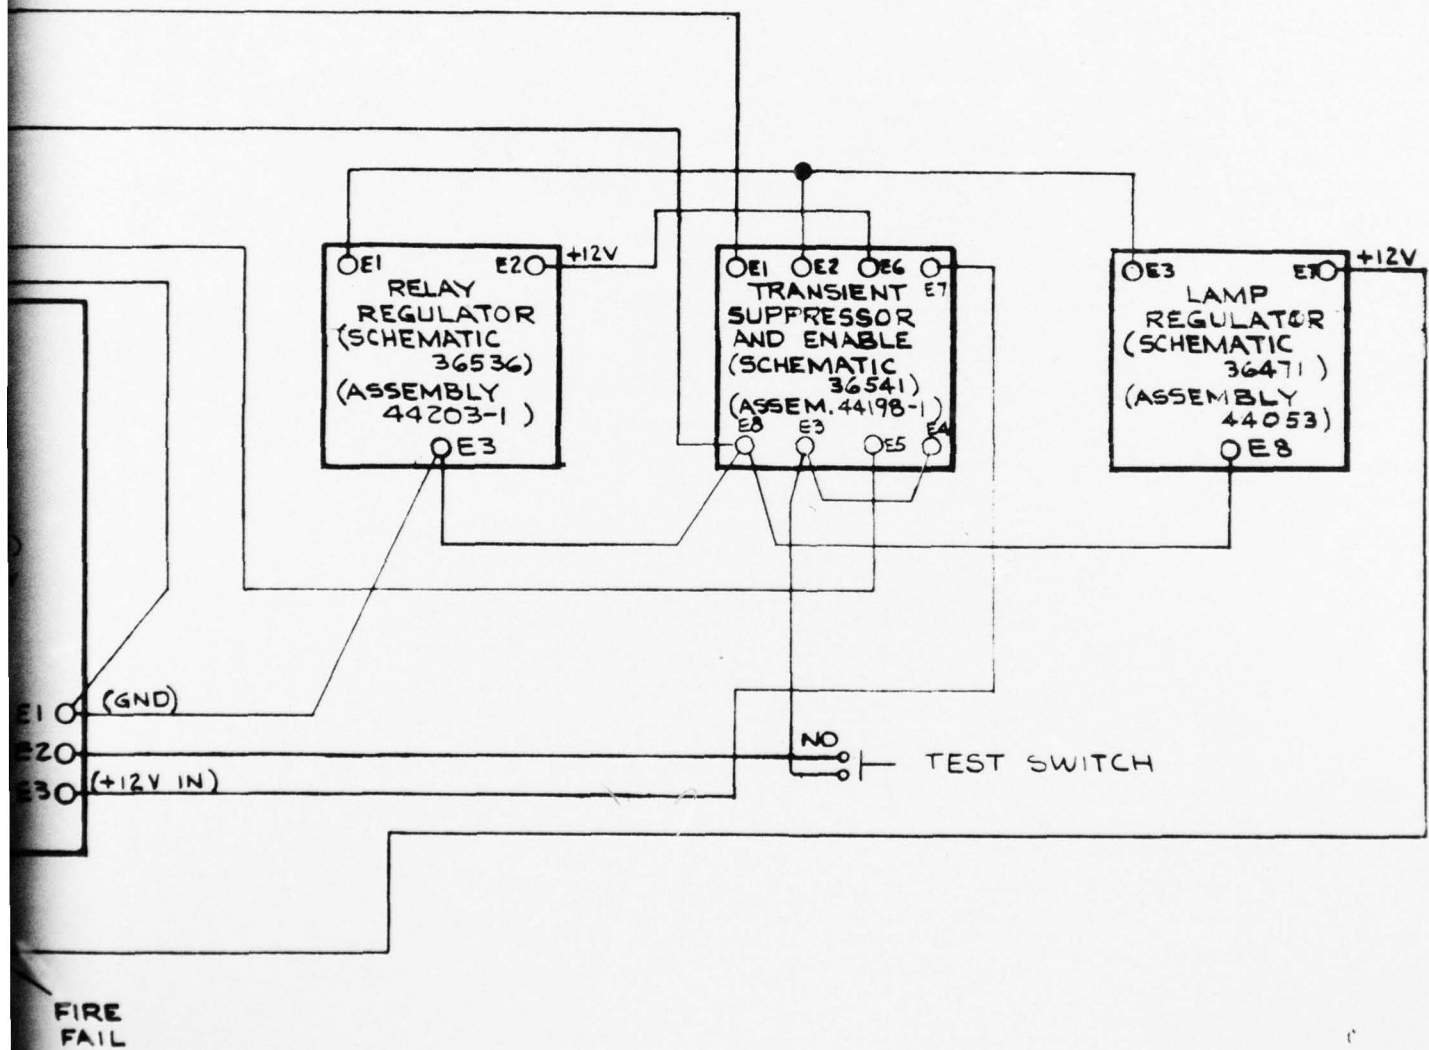 E1
E2
+12V
RELAY
REGULATOR
(SCHEMATIC
36536)
(ASSEMBLY
44203-1)
E3
E1
E2
E6
E7
TRANSIENT
SUPPRESSOR
AND ENABLE
(SCHEMATIC
36541)
(ASSEM. 44198-1)
E8
E3
E5
E4
E3
+12V
LAMP
REGULATOR
(SCHEMATIC
36471)
(ASSEMBLY
44053)
E8
E1
(GND)
E2
E3
(+12V IN)
NO
TEST SWITCH
FIRE
FAIL